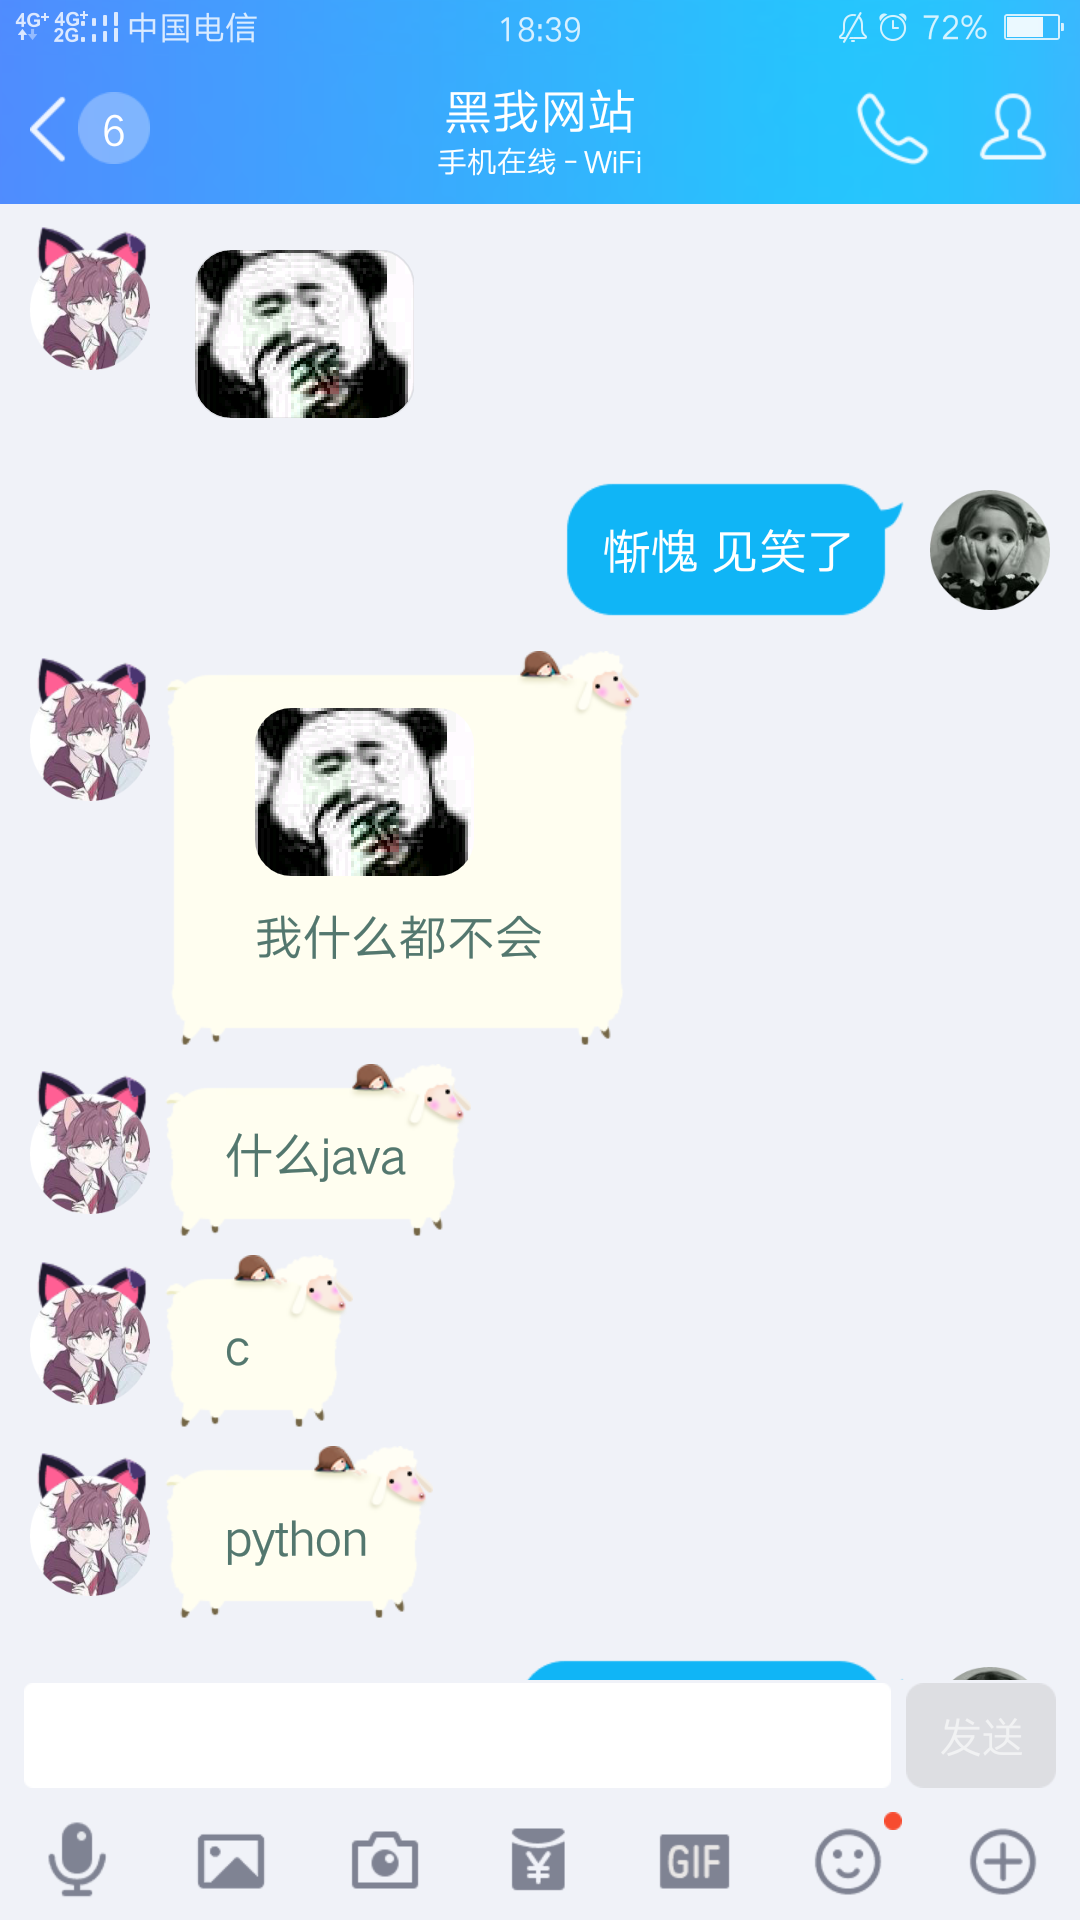 4G+ 4G+ 2G 中国电信 18:39 72%
6
黑我网站
手机在线 - WiFi
惭愧 见笑了
我什么都不会
什么java
c
python
发送
¥
GIF